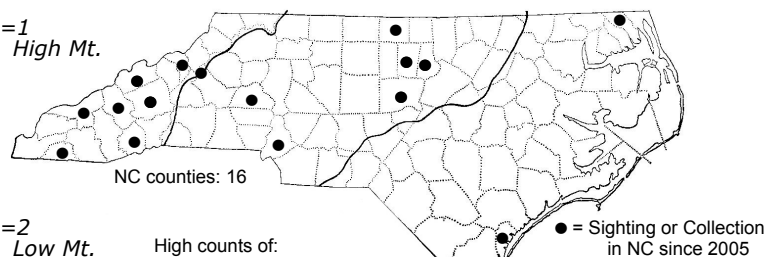 =1
High Mt.
NC counties: 16
=2
Low Mt.
High counts of:
● = Sighting or Collection
in NC since 2005